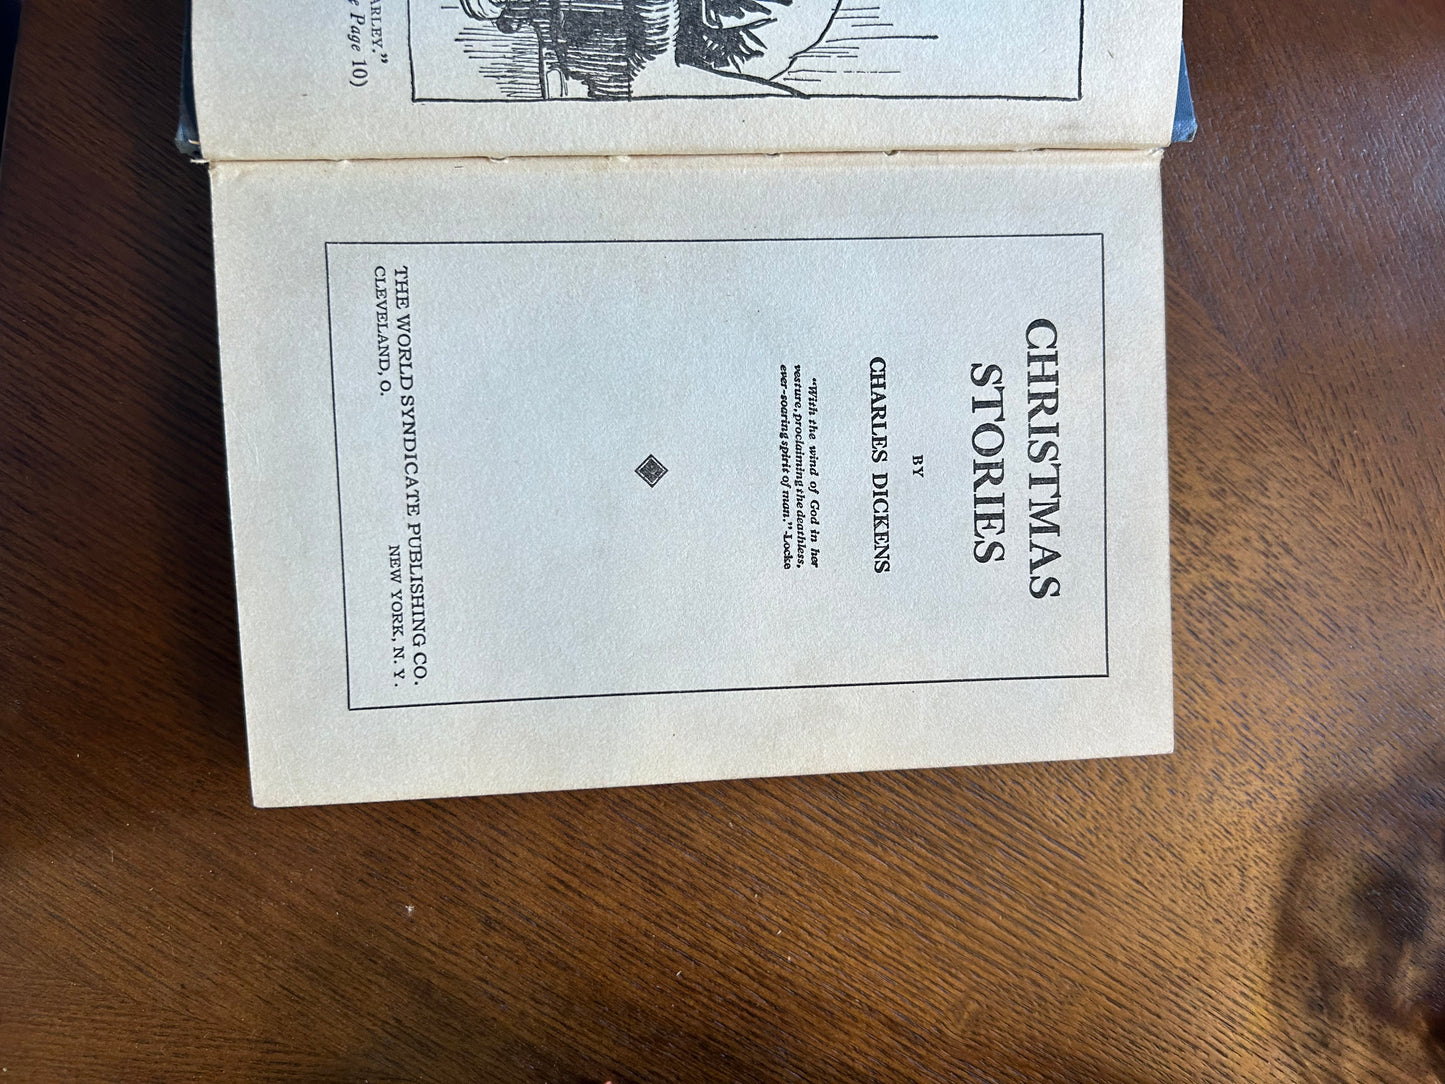 ARLEY."
Page 10)
CHRISTMAS
STORIES
BY
CHARLES DICKENS
"With the wind of God in her
vesture, proclaiming the deathless,
ever-soaring spirit of man."-Locke
THE WORLD SYNDICATE PUBLISHING CO.
CLEVELAND, O. NEW YORK, N. Y.